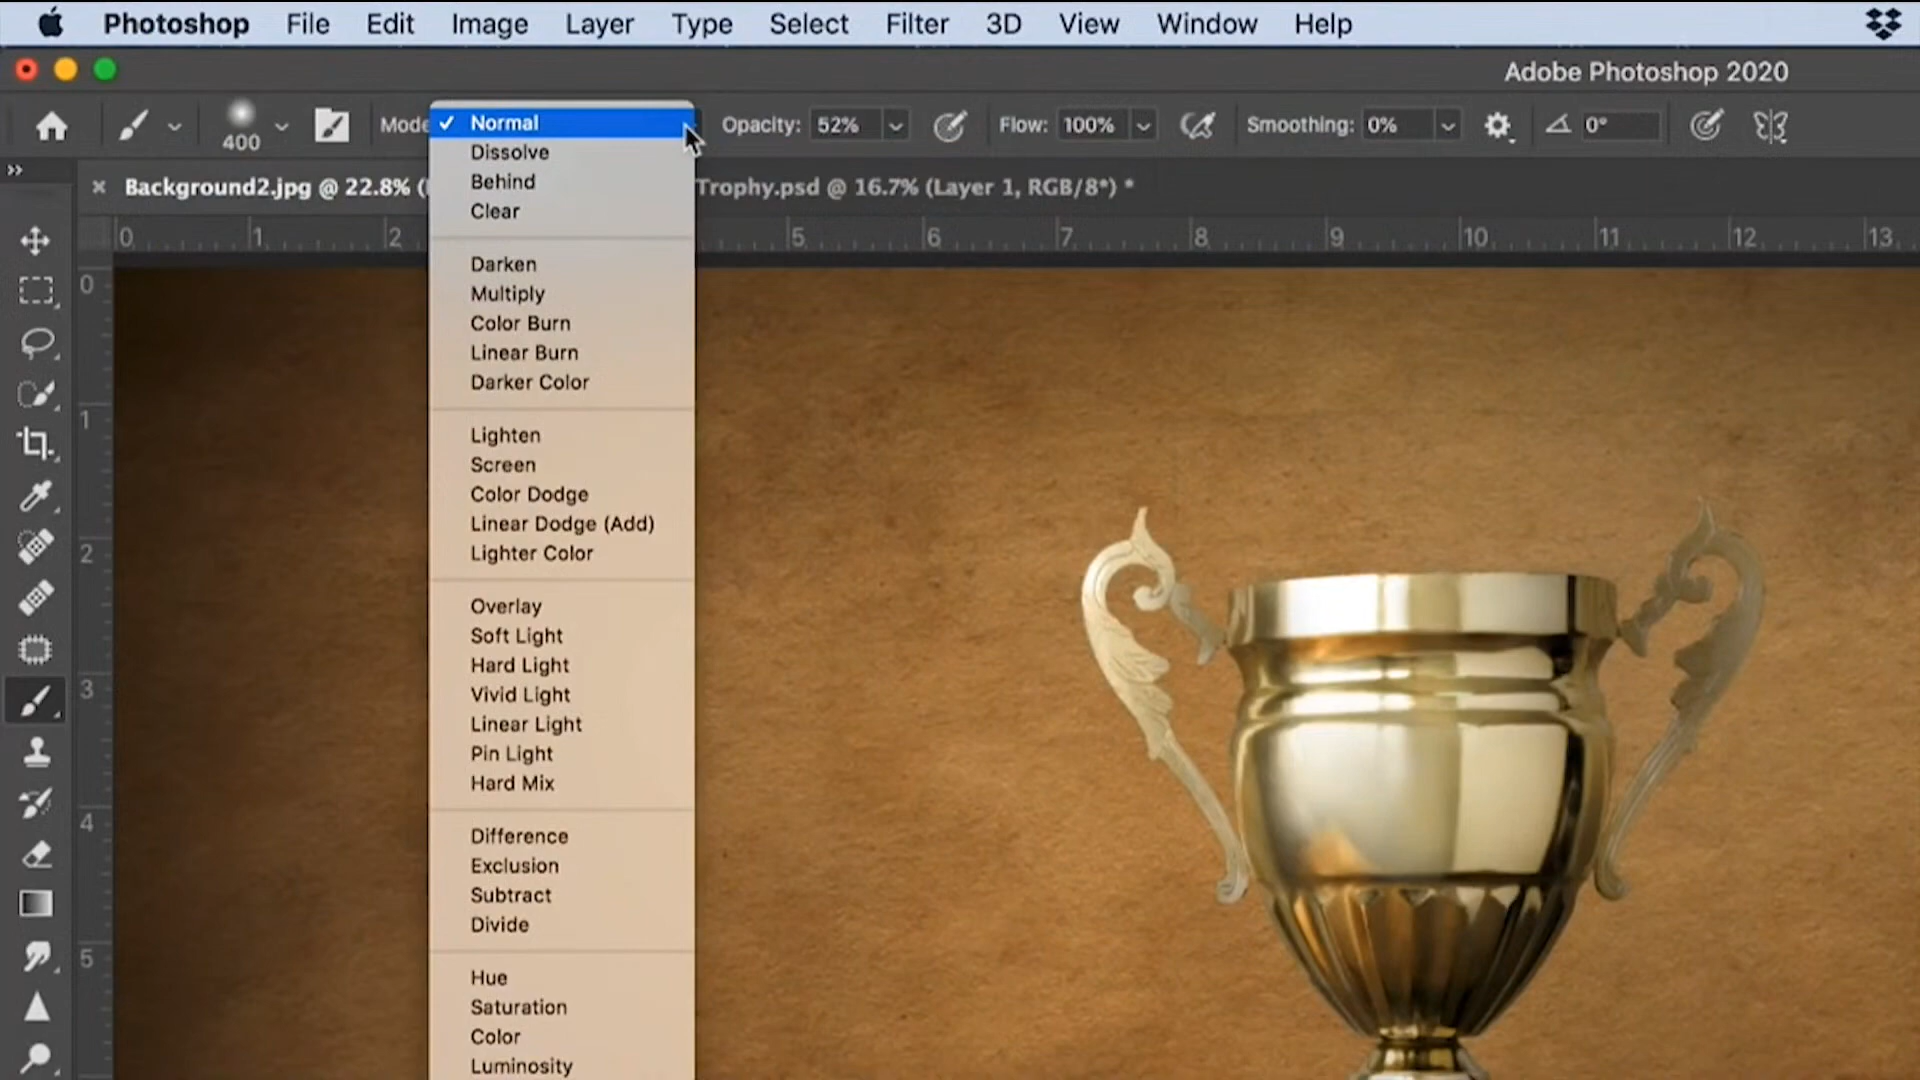 Photoshop File Edit Image Layer Type Select Filter 3D View Window Help
Adobe Photoshop 2020
400 Mode ✓ Normal Opacity: 52% Flow: 100% Smoothing: 0% 0°
Background2.jpg @ 22.8% ( Trophy.psd @ 16.7% (Layer 1, RGB/8*) *
0 1 2 5 6 7 8 9 10 11 12 13
0
1
2
3
4
5
Dissolve
Behind
Clear
Darken
Multiply
Color Burn
Linear Burn
Darker Color
Lighten
Screen
Color Dodge
Linear Dodge (Add)
Lighter Color
Overlay
Soft Light
Hard Light
Vivid Light
Linear Light
Pin Light
Hard Mix
Difference
Exclusion
Subtract
Divide
Hue
Saturation
Color
Luminosity